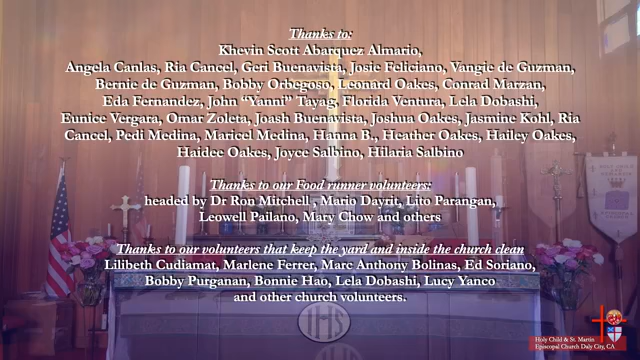 Thanks to:
Khevin Scott Abarquez Almario,
Angela Canlas, Ria Cancel, Geri Buenavista, Josie Feliciano, Vangie de Guzman,
Bernie de Guzman, Bobby Orbegoso, Leonard Oakes, Conrad Marzan,
Eda Fernandez, John “Yanni” Tayag, Florida Ventura, Lela Dobashi,
Eunice Vergara, Omar Zoleta, Joash Buenavista, Joshua Oakes, Jasmine Kohl, Ria
Cancel, Pedi Medina, Maricel Medina, Hanna B., Heather Oakes, Hailey Oakes,
Haidee Oakes, Joyce Salbino, Hilaria Salbino
Thanks to our Food runner volunteers:
headed by Dr Ron Mitchell , Mario Dayrit, Lito Parangan,
Leowell Pailano, Mary Chow and others
Thanks to our volunteers that keep the yard and inside the church clean
Lilibeth Cudiamat, Marlene Ferrer, Marc Anthony Bolinas, Ed Soriano,
Bobby Purganan, Bonnie Hao, Lela Dobashi, Lucy Yanco
and other church volunteers.
IHS
Holy Child & St. Martin
Episcopal Church Daly City, CA